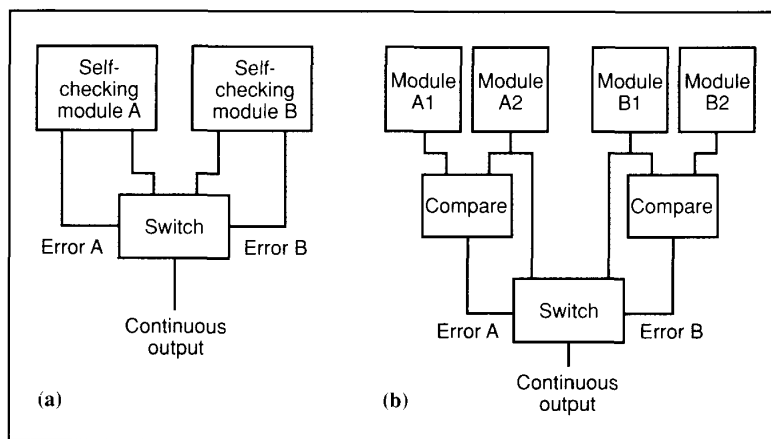 Self-
checking
module A
Self-
checking
module B
Switch
Error A
Error B
Continuous
output
(a)
Module
A1
Module
A2
Module
B1
Module
B2
Compare
Compare
Switch
Error A
Error B
Continuous
output
(b)